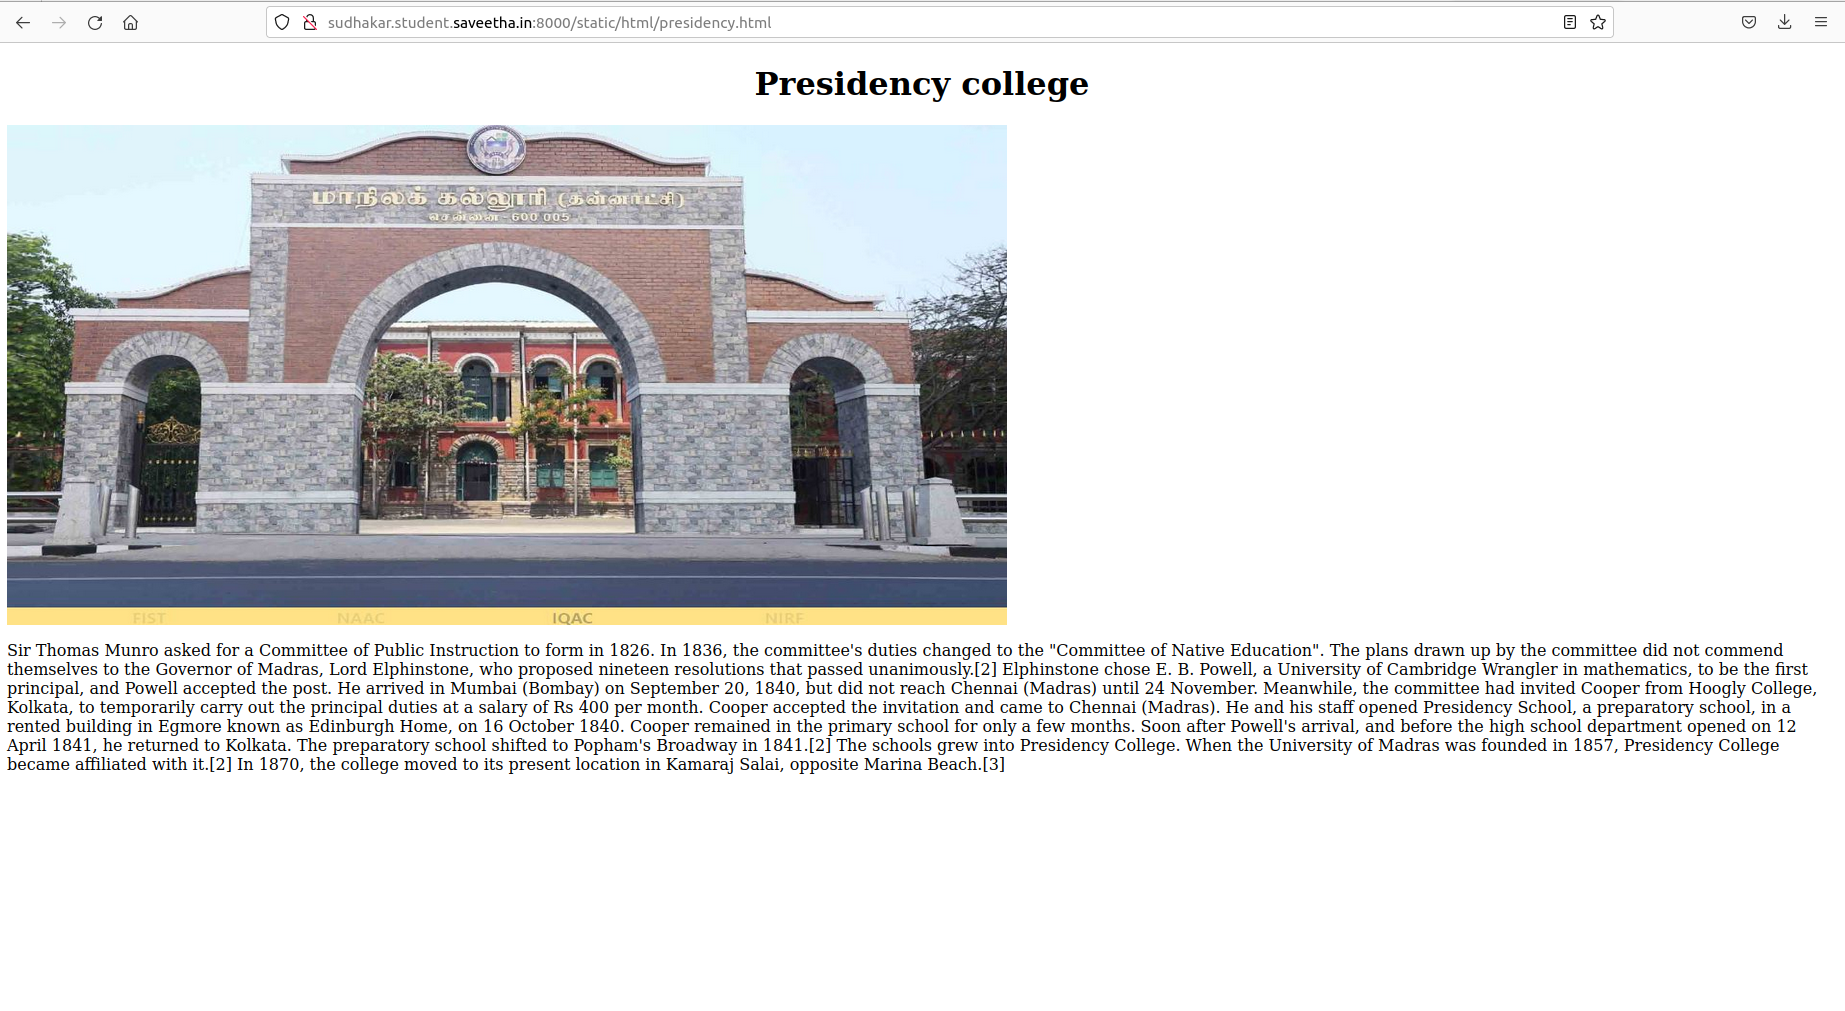 sudhakar.student.saveetha.in:8000/static/html/presidency.html
Presidency college
மாநிலக் கல்லூரி (தன்னாட்சி)
சென்னை - 600 005
FIST NAAC IQAC NIRF
Sir Thomas Munro asked for a Committee of Public Instruction to form in 1826. In 1836, the committee's duties changed to the "Committee of Native Education". The plans drawn up by the committee did not commend
themselves to the Governor of Madras, Lord Elphinstone, who proposed nineteen resolutions that passed unanimously.[2] Elphinstone chose E. B. Powell, a University of Cambridge Wrangler in mathematics, to be the first
principal, and Powell accepted the post. He arrived in Mumbai (Bombay) on September 20, 1840, but did not reach Chennai (Madras) until 24 November. Meanwhile, the committee had invited Cooper from Hoogly College,
Kolkata, to temporarily carry out the principal duties at a salary of Rs 400 per month. Cooper accepted the invitation and came to Chennai (Madras). He and his staff opened Presidency School, a preparatory school, in a
rented building in Egmore known as Edinburgh Home, on 16 October 1840. Cooper remained in the primary school for only a few months. Soon after Powell's arrival, and before the high school department opened on 12
April 1841, he returned to Kolkata. The preparatory school shifted to Popham's Broadway in 1841.[2] The schools grew into Presidency College. When the University of Madras was founded in 1857, Presidency College
became affiliated with it.[2] In 1870, the college moved to its present location in Kamaraj Salai, opposite Marina Beach.[3]